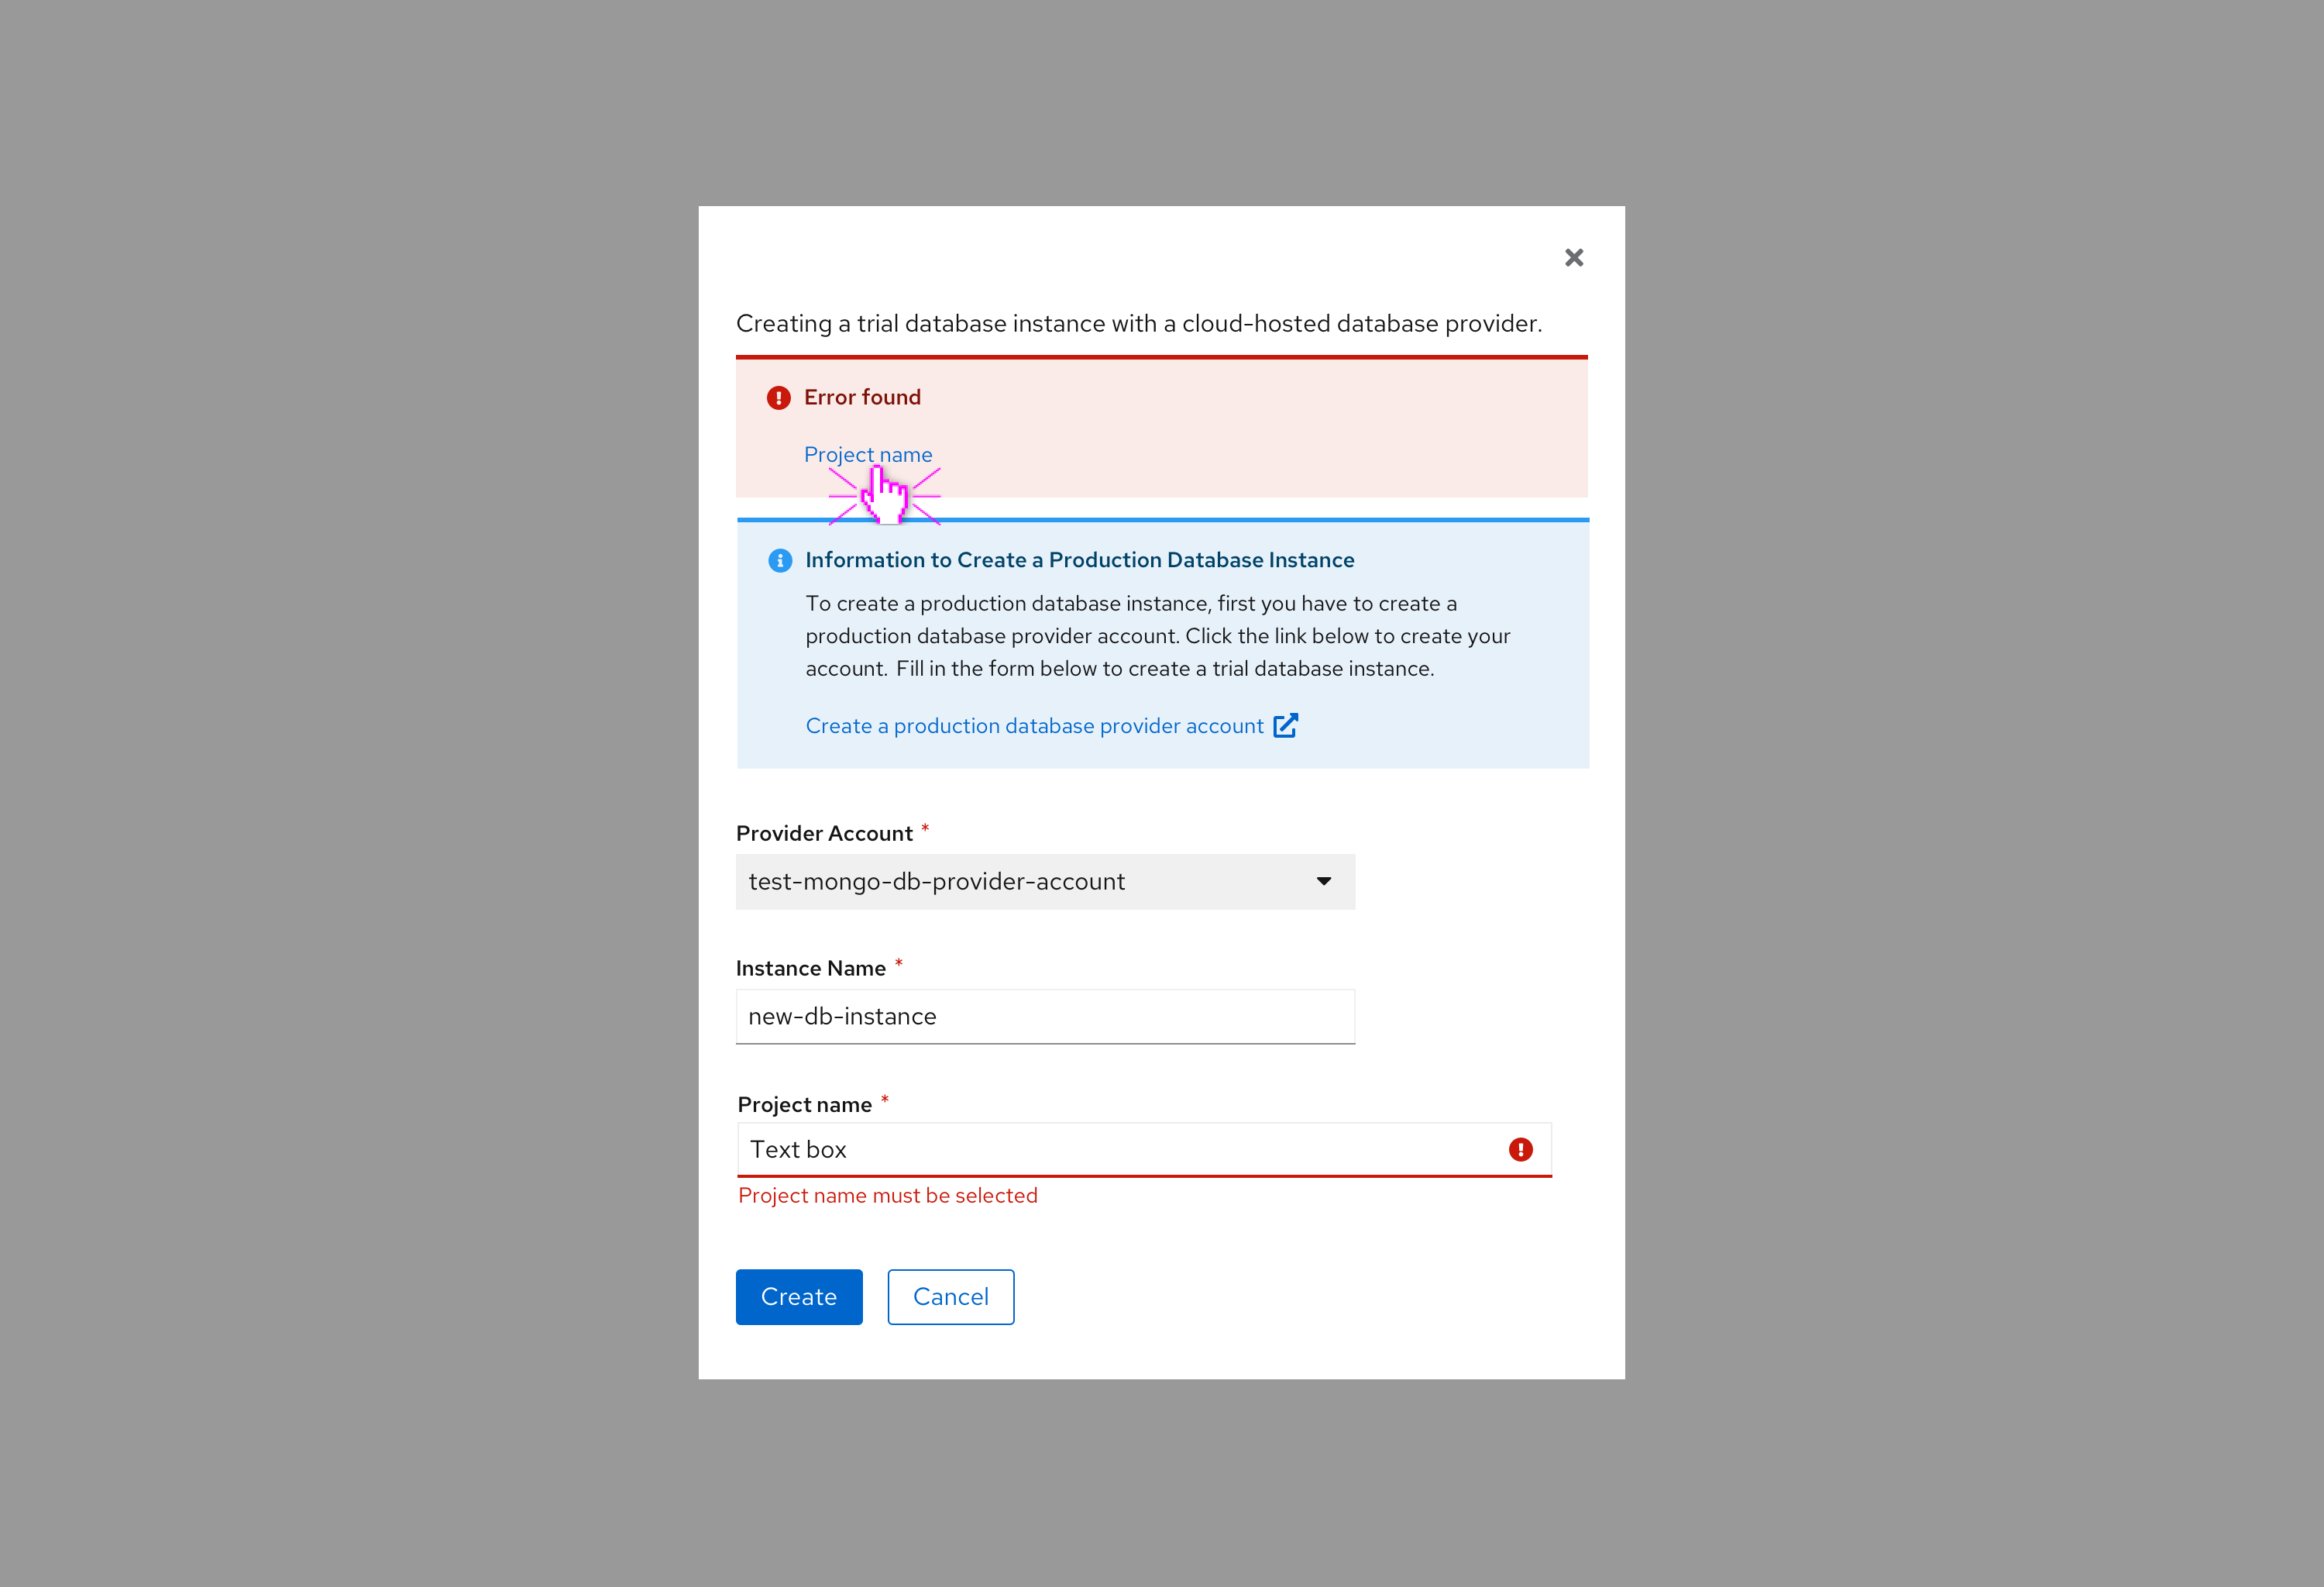 Creating a trial database instance with a cloud-hosted database provider.
Error found
Project name
Information to Create a Production Database Instance
To create a production database instance, first you have to create a
production database provider account. Click the link below to create your
account. Fill in the form below to create a trial database instance.
Create a production database provider account
Provider Account *
test-mongo-db-provider-account
Instance Name *
new-db-instance
Project name *
Text box
Project name must be selected
Create
Cancel